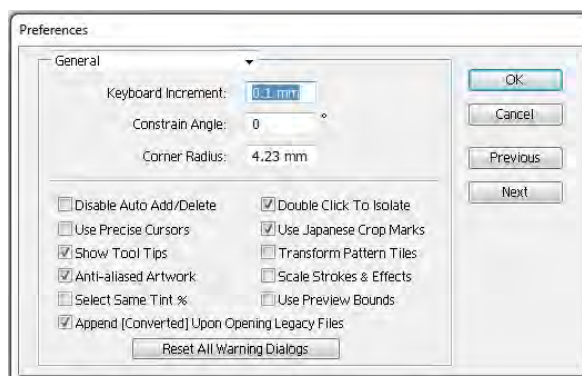 Preferences
General
OK
Keyboard Increment: 0.1 mm
Cancel
Constrain Angle: 0 °
Corner Radius: 4.23 mm
Previous
Next
Disable Auto Add/Delete
Double Click To Isolate
Use Precise Cursors
Use Japanese Crop Marks
Show Tool Tips
Transform Pattern Tiles
Anti-aliased Artwork
Scale Strokes & Effects
Select Same Tint %
Use Preview Bounds
Append [Converted] Upon Opening Legacy Files
Reset All Warning Dialogs